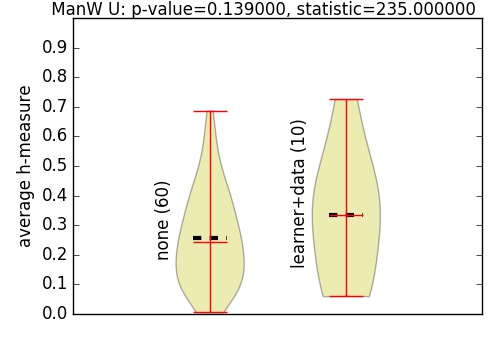 ManW U: p-value=0.139000, statistic=235.000000
0.9
0.8
0.7
0.6
0.5
0.4
0.3
0.2
0.1
0.0
average h-measure
none (60)
learner+data (10)